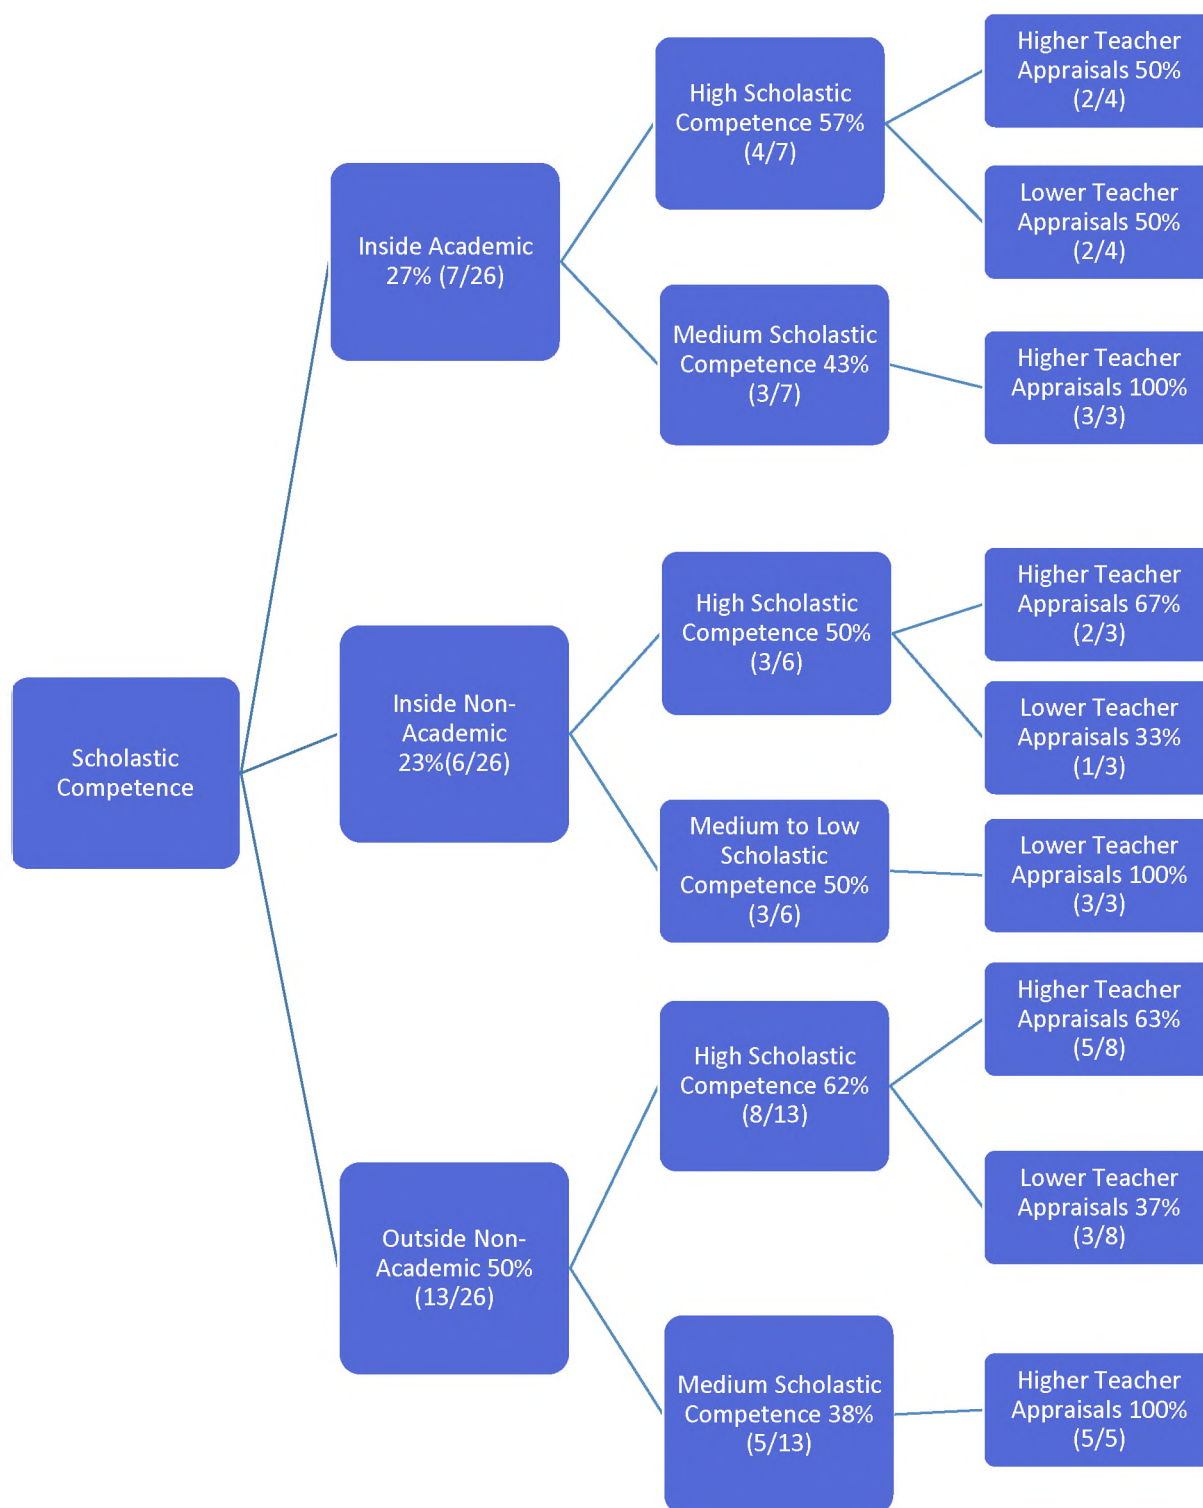 Scholastic
Competence
Inside Academic
27% (7/26)
High Scholastic
Competence 57%
(4/7)
Higher Teacher
Appraisals 50%
(2/4)
Lower Teacher
Appraisals 50%
(2/4)
Medium Scholastic
Competence 43%
(3/7)
Higher Teacher
Appraisals 100%
(3/3)
Inside Non-
Academic
23%(6/26)
High Scholastic
Competence 50%
(3/6)
Higher Teacher
Appraisals 67%
(2/3)
Lower Teacher
Appraisals 33%
(1/3)
Medium to Low
Scholastic
Competence 50%
(3/6)
Lower Teacher
Appraisals 100%
(3/3)
Outside Non-
Academic 50%
(13/26)
High Scholastic
Competence 62%
(8/13)
Higher Teacher
Appraisals 63%
(5/8)
Lower Teacher
Appraisals 37%
(3/8)
Medium Scholastic
Competence 38%
(5/13)
Higher Teacher
Appraisals 100%
(5/5)